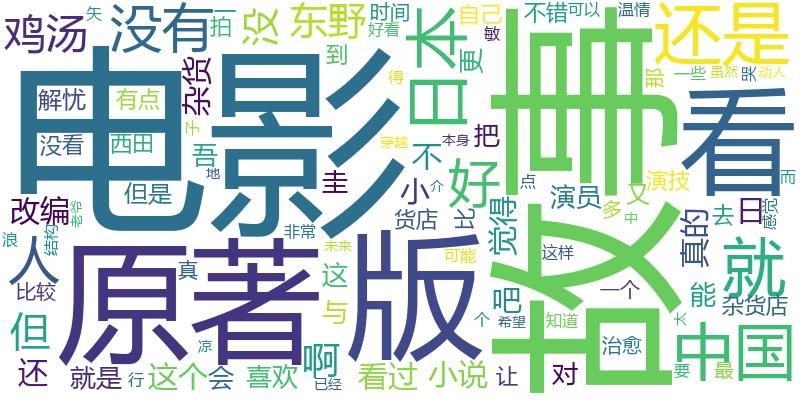 电影
故事
原著
版
看
还是
没有
鸡汤
没
东野
日本
时间
自己
不错
可以
温情
矢
一
拍
好看
敏
到
更
杂货
那
一些
虽然
哭
动人
得
解忧
有点
没看
西田
子
穿越
本身
把
吾
不
地
但是
圭
小
好
介
点
演员
又
演技
而
改编
老爷
货店
比
觉得
多
中
真的
去
日
感觉
浪
结构
非常
人
未来
可能
这样
就
比较
真
这
吧
一个
能
杂货店
但
与
个
希望
知道
太
凉
啊
治愈
中国
还
就是
行
这个
会
喜欢
已经
看过
小说
让
对
要
最